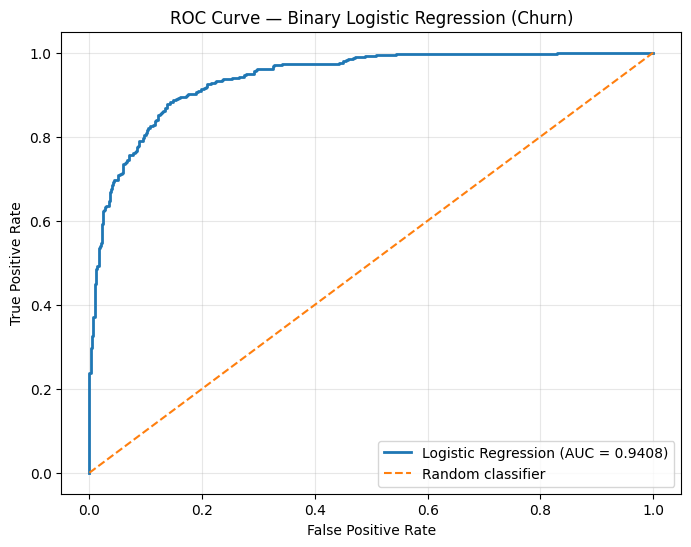 ROC Curve — Binary Logistic Regression (Churn)
1.0
0.8
0.6
0.4
0.2
0.0
True Positive Rate
0.0 0.2 0.4 0.6 0.8 1.0
False Positive Rate
Logistic Regression (AUC = 0.9408)
Random classifier